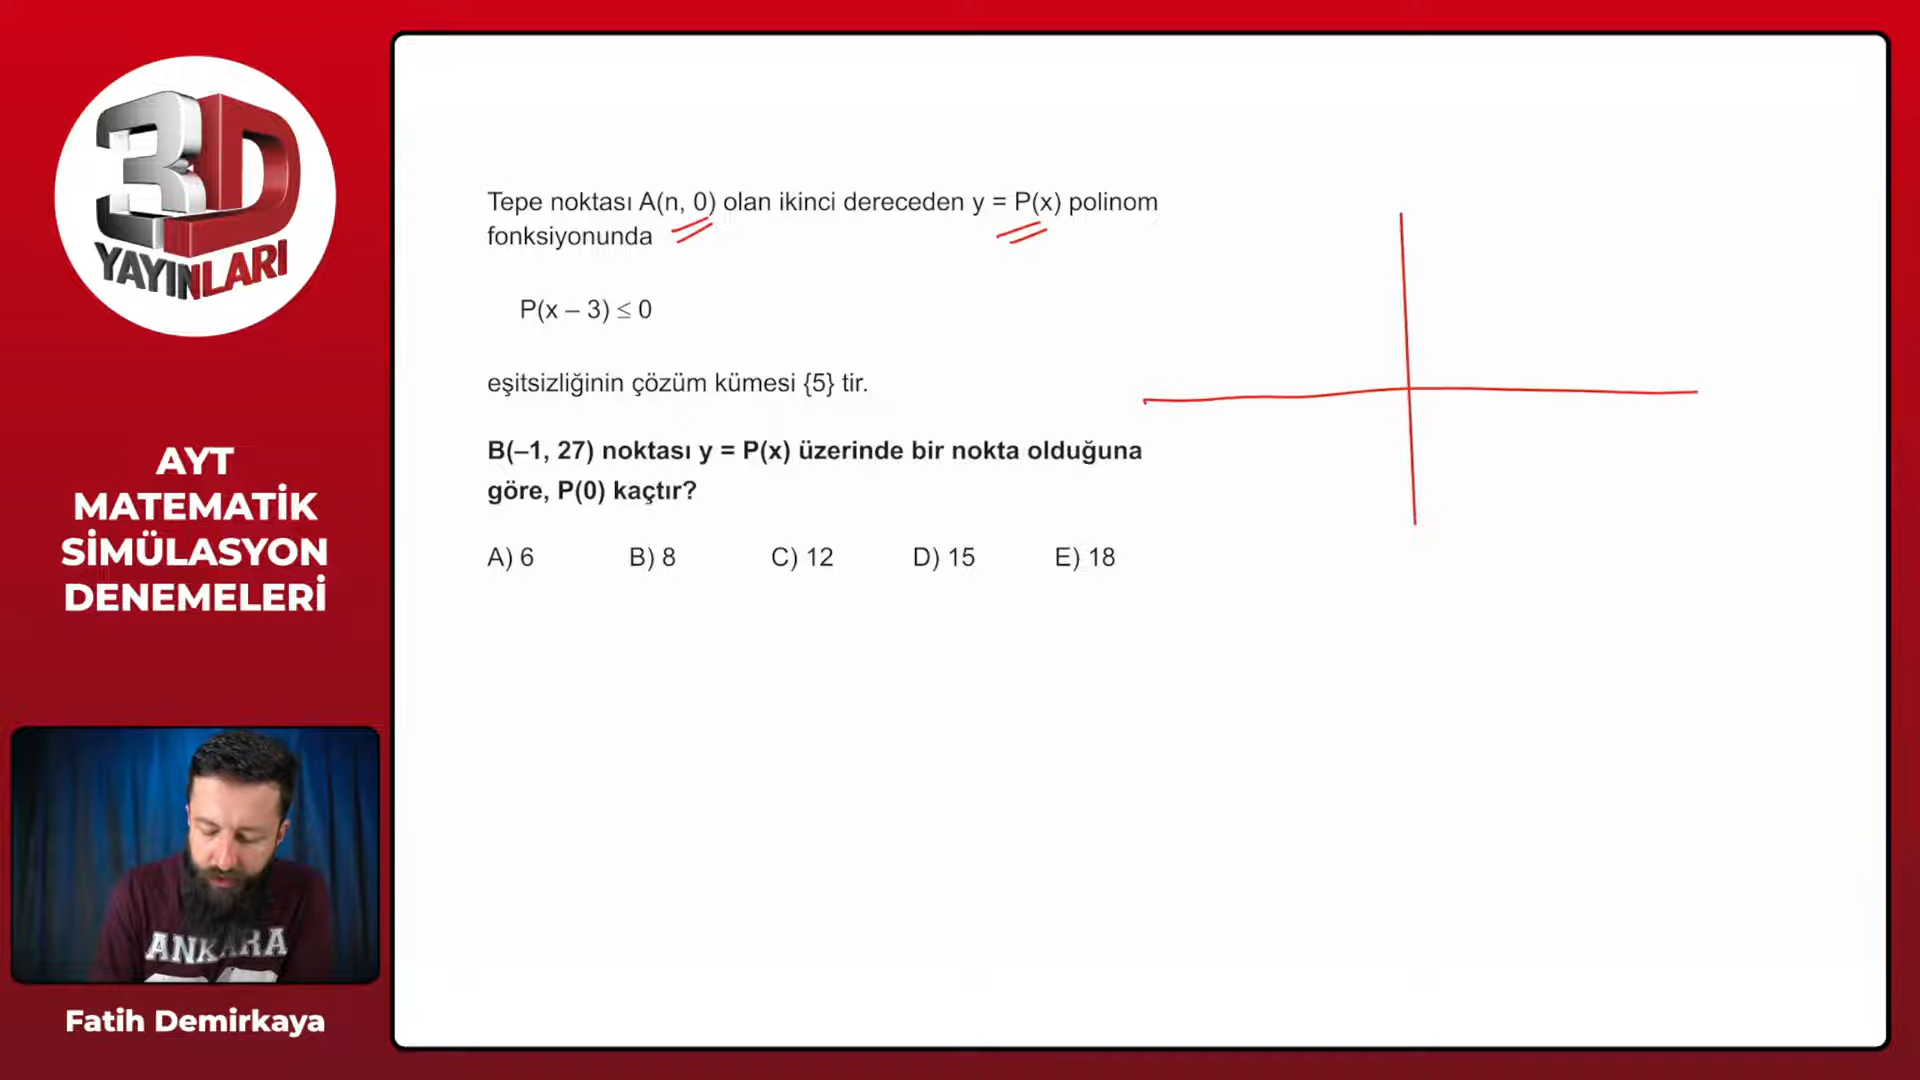 3D
YAYINLARI
AYT
MATEMATİK
SİMÜLASYON
DENEMELERİ
Tepe noktası A(n, 0) olan ikinci dereceden y = P(x) polinom
fonksiyonunda
P(x – 3) ≤ 0
eşitsizliğinin çözüm kümesi {5} tir.
B(–1, 27) noktası y = P(x) üzerinde bir nokta olduğuna
göre, P(0) kaçtır?
A) 6 B) 8 C) 12 D) 15 E) 18
ANKARA
Fatih Demirkaya